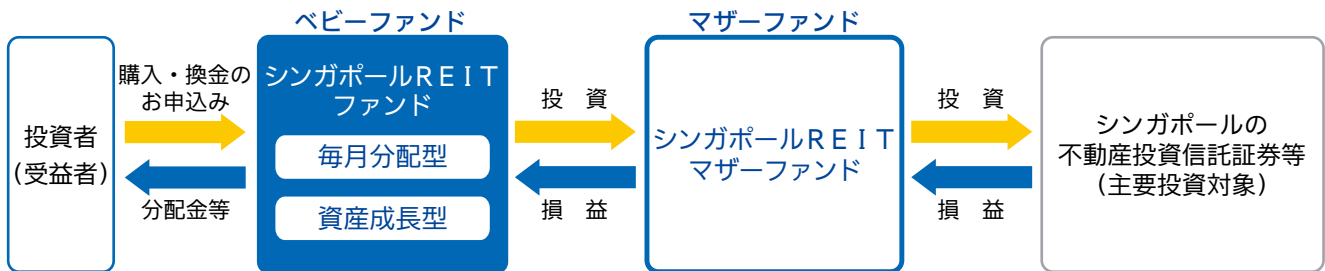 ベビーファンド
マザーファンド
投資者
(受益者)
購入・換金の
お申込み
分配金等
シンガポールＲＥＩＴ
ファンド
毎月分配型
資産成長型
投　資
損　益
シンガポールＲＥＩＴ
マザーファンド
投　資
損　益
シンガポールの
不動産投資信託証券等
（主要投資対象）